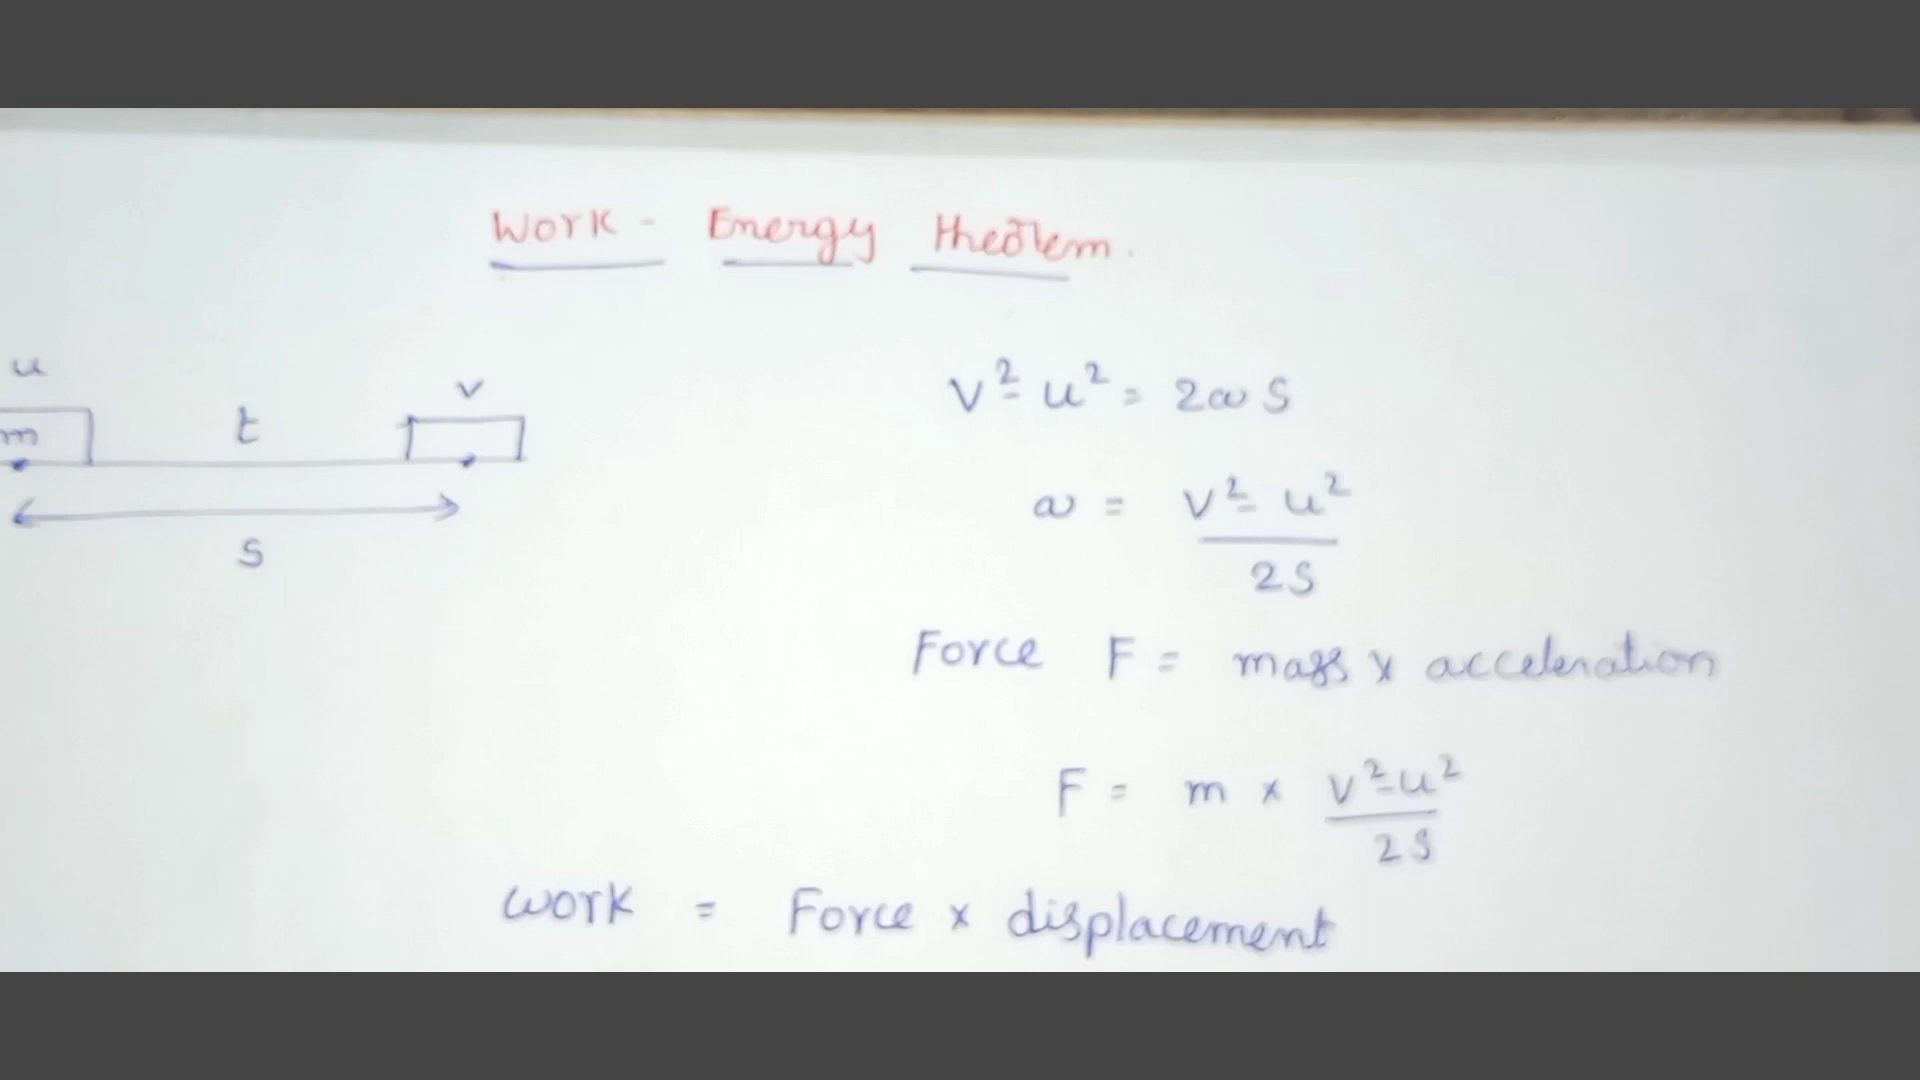 Work - Energy theorem.
u
v
m
t
S
V² - u² = 2a S
a = V² - u² / 2S
Force F = mass x acceleration
F = m x V² - u² / 2S
work = Force x displacement